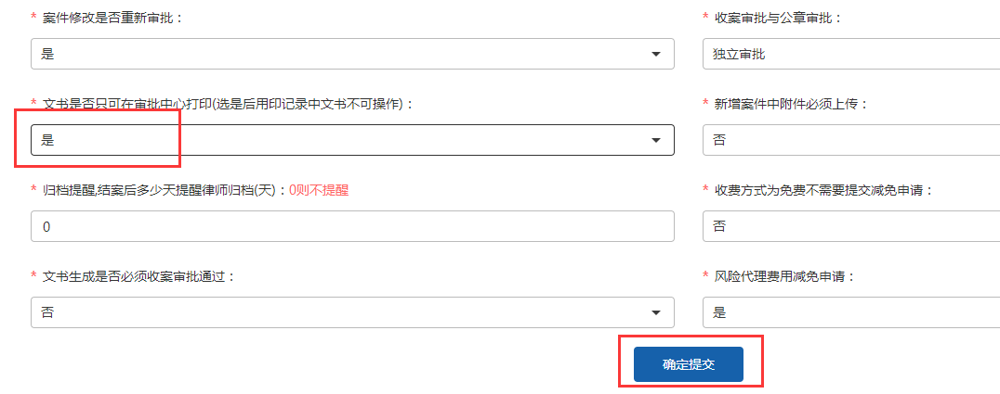 * 案件修改是否重新审批：
是
* 收案审批与公章审批：
独立审批
* 文书是否只可在审批中心打印(选是后用印记录中文书不可操作)：
是
* 新增案件中附件必须上传：
否
* 归档提醒,结案后多少天提醒律师归档(天)：0则不提醒
0
* 收费方式为免费不需要提交减免申请：
否
* 文书生成是否必须收案审批通过：
否
* 风险代理费用减免申请：
是
确定提交